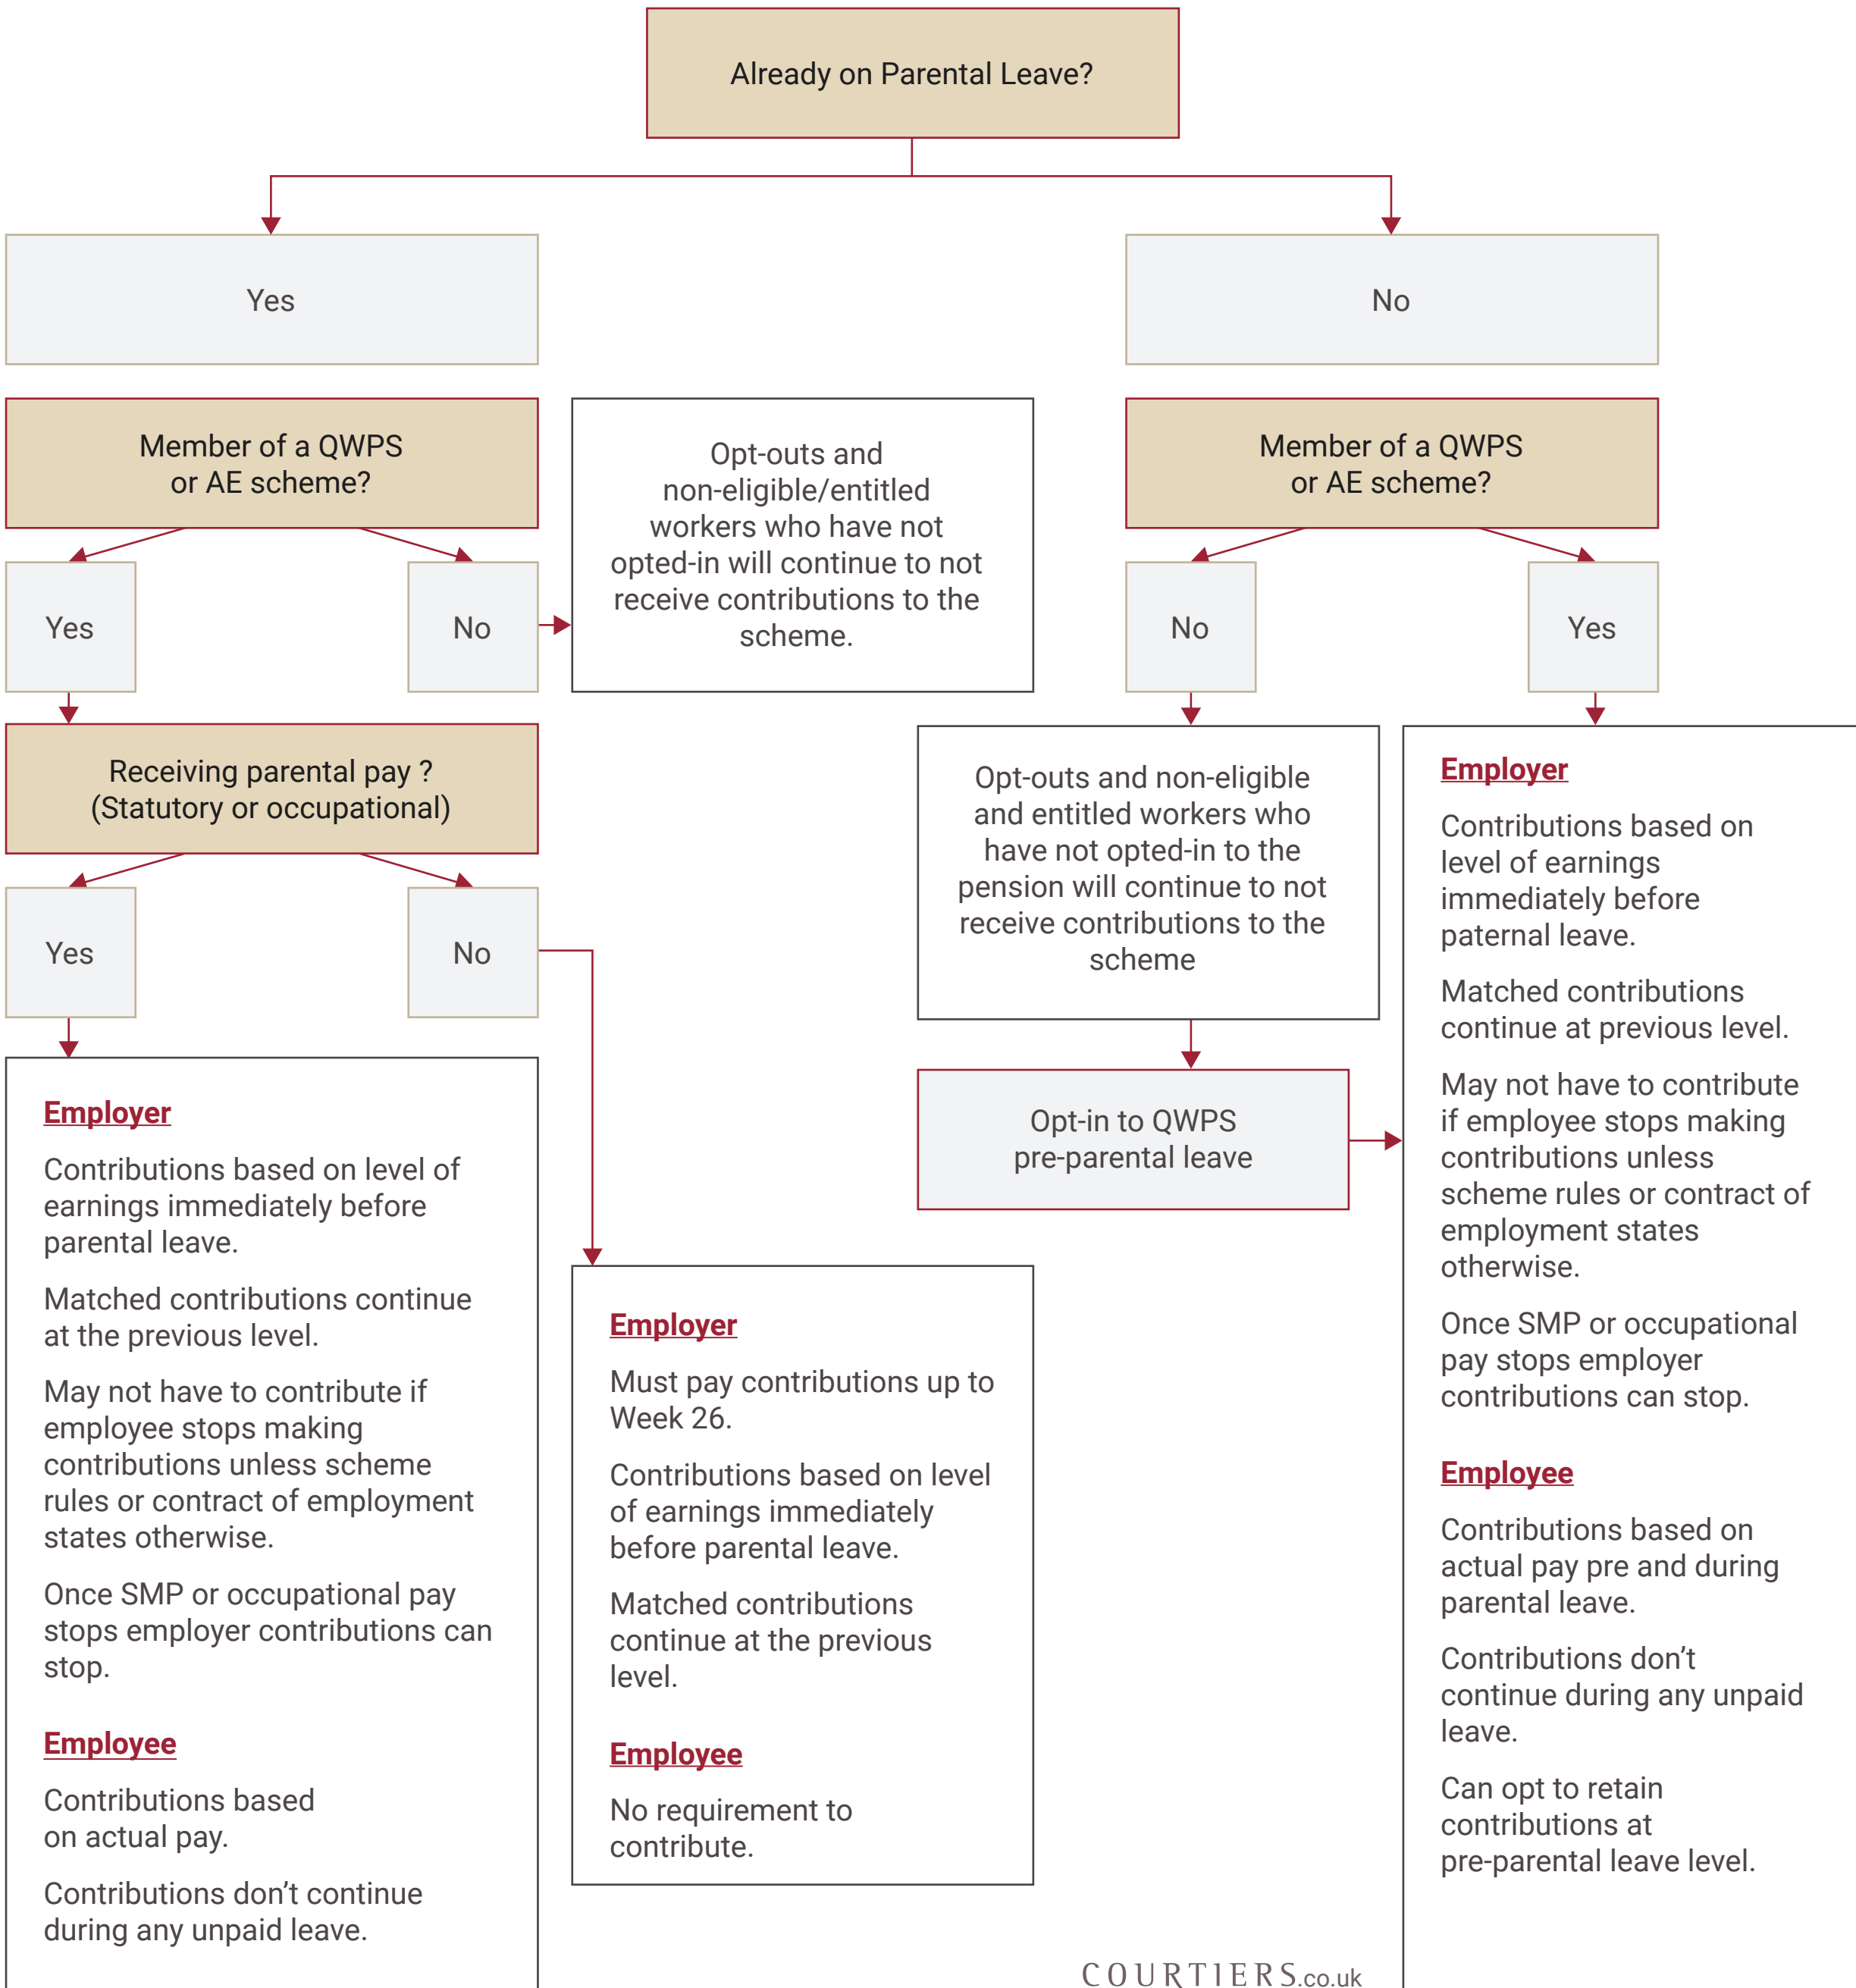 Already on Parental Leave?
Yes
No
Member of a QWPS
or AE scheme?
Yes
No
Opt-outs and
non-eligible/entitled
workers who have not
opted-in will continue to not
receive contributions to the
scheme.
Member of a QWPS
or AE scheme?
No
Yes
Receiving parental pay ?
(Statutory or occupational)
Yes
No
Employer
Contributions based on level of
earnings immediately before
parental leave.
Matched contributions continue
at the previous level.
May not have to contribute if
employee stops making
contributions unless scheme
rules or contract of employment
states otherwise.
Once SMP or occupational pay
stops employer contributions can
stop.
Employee
Contributions based
on actual pay.
Contributions don’t continue
during any unpaid leave.
Employer
Must pay contributions up to
Week 26.
Contributions based on level
of earnings immediately
before parental leave.
Matched contributions
continue at the previous
level.
Employee
No requirement to
contribute.
Opt-outs and non-eligible
and entitled workers who
have not opted-in to the
pension will continue to not
receive contributions to the
scheme
Opt-in to QWPS
pre-parental leave
Employer
Contributions based on
level of earnings
immediately before
paternal leave.
Matched contributions
continue at previous level.
May not have to contribute
if employee stops making
contributions unless
scheme rules or contract of
employment states
otherwise.
Once SMP or occupational
pay stops employer
contributions can stop.
Employee
Contributions based on
actual pay pre and during
parental leave.
Contributions don’t
continue during any unpaid
leave.
Can opt to retain
contributions at
pre-parental leave level.
COURTIERS.co.uk